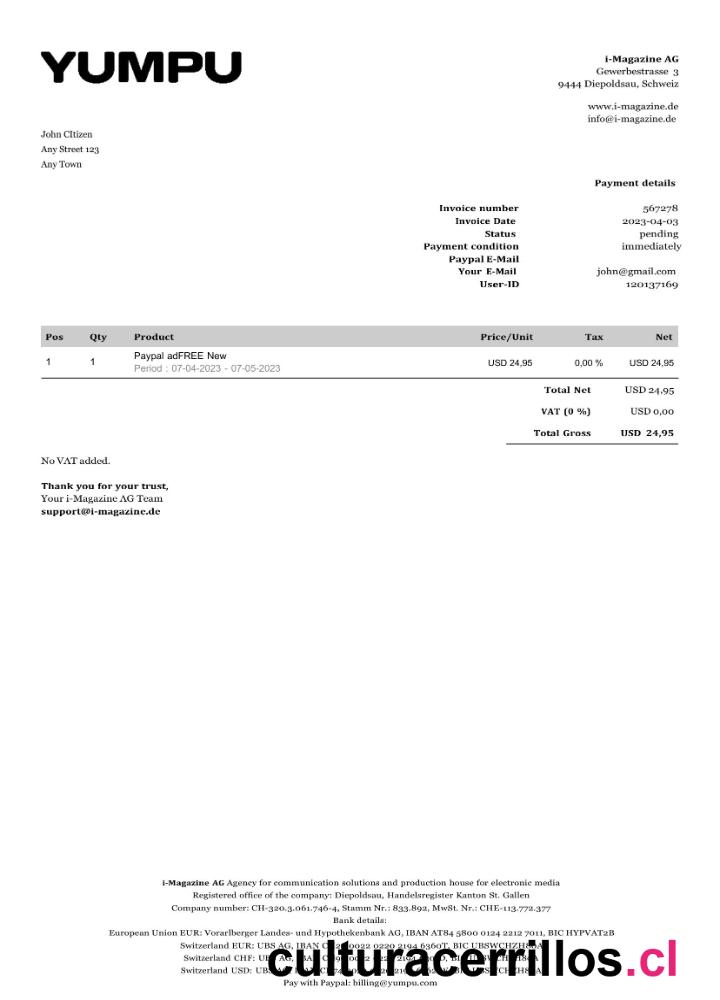 YUMPU
i-Magazine AG
Gewerbestrasse 3
9444 Diepoldsau, Schweiz
www.i-magazine.de
info@i-magazine.de
John CItizen
Any Street 123
Any Town
Payment details
Invoice number 567278
Invoice Date 2023-04-03
Status pending
Payment condition immediately
Paypal E-Mail
Your E-Mail john@gmail.com
User-ID 120137169
Pos Qty Product Price/Unit Tax Net
1 1 Paypal adFREE New USD 24,95 0,00 % USD 24,95
Period : 07-04-2023 - 07-05-2023
Total Net USD 24,95
VAT (0 %) USD 0,00
Total Gross USD 24,95
No VAT added.
Thank you for your trust,
Your i-Magazine AG Team
support@i-magazine.de
i-Magazine AG Agency for communication solutions and production house for electronic media
Registered office of the company: Diepoldsau, Handelsregister Kanton St. Gallen
Company number: CH-320.3.061.746-4, Stamm Nr.: 833.892, MwSt. Nr.: CHE-113.772.377
Bank details:
European Union EUR: Vorarlberger Landes- und Hypothekenbank AG, IBAN AT84 5800 0124 2212 7011, BIC HYPVAT2B
Switzerland EUR: UBS AG, IBAN 0022 0220 2194 6360T, BIC
Switzerland CHF:
Switzerland USD:
culturacerrillos.cl
Pay with Paypal: billing@yumpu.com